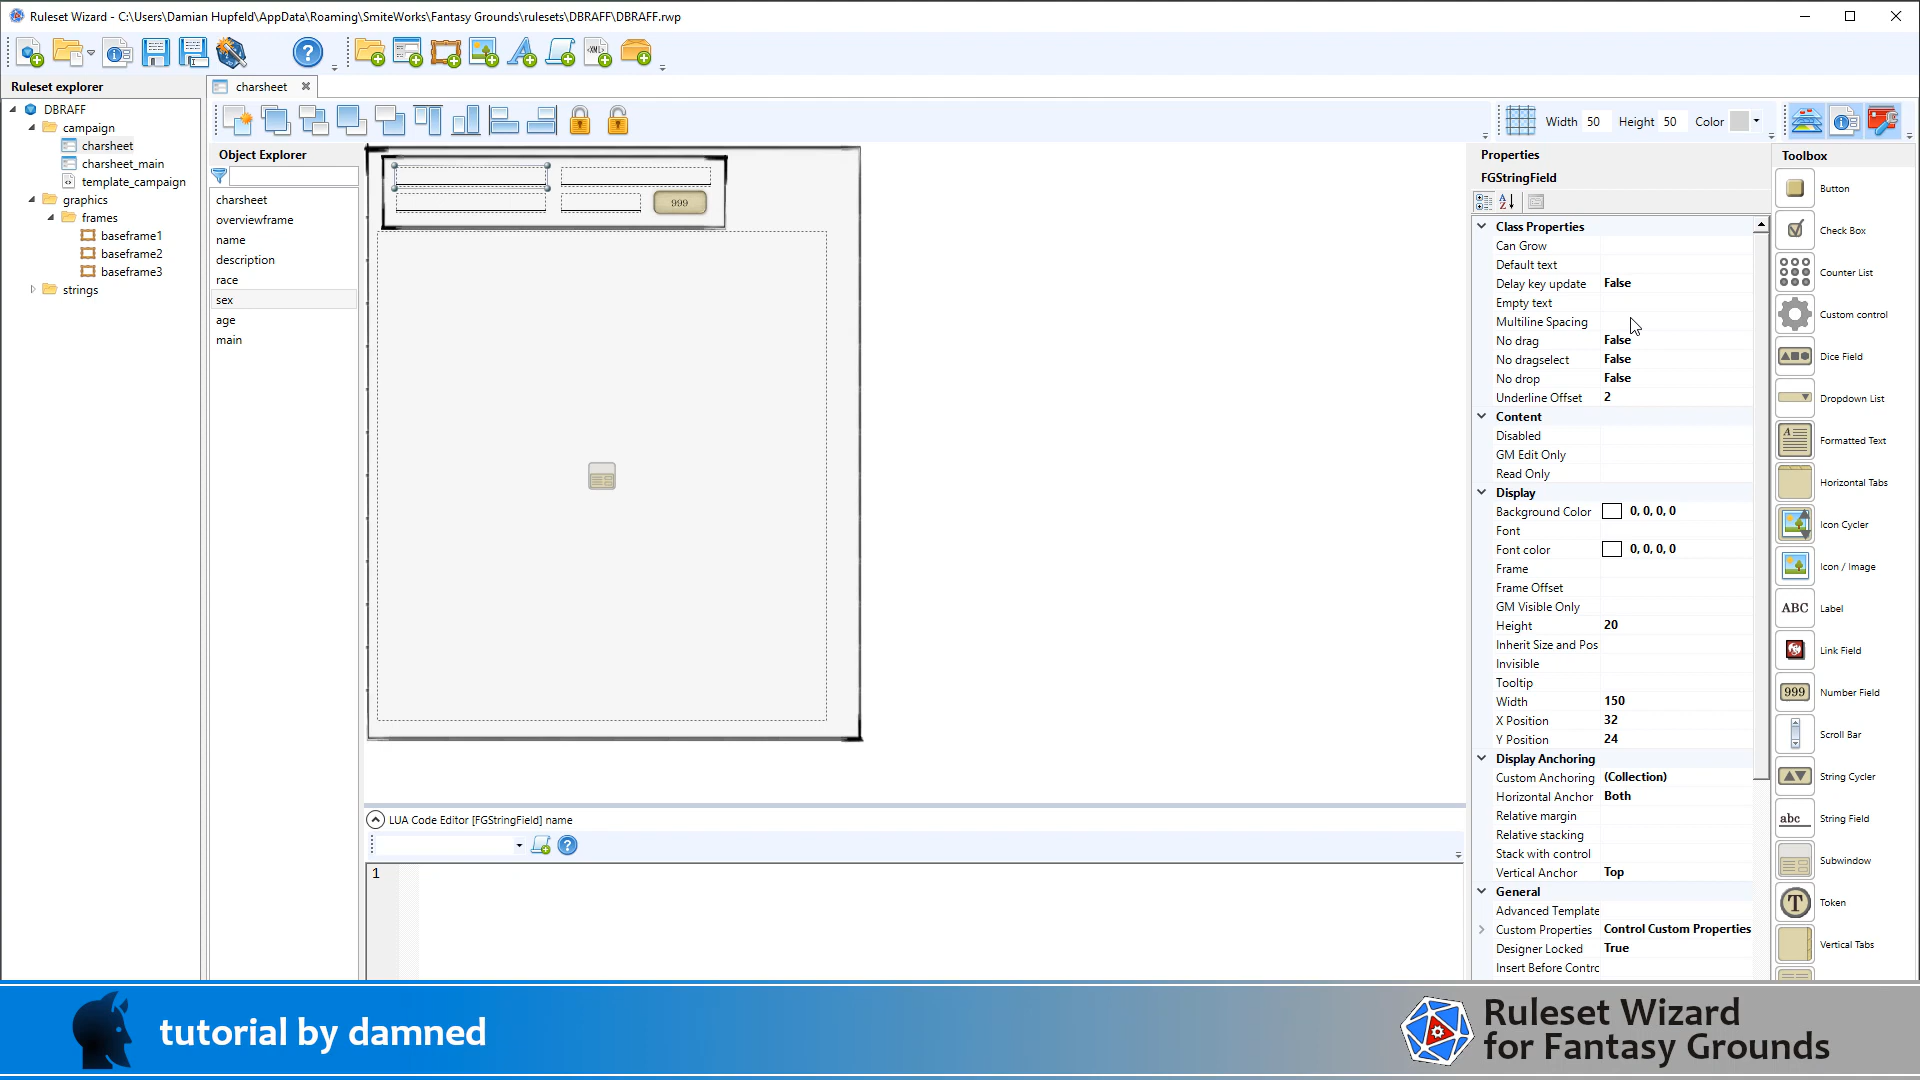 Ruleset Wizard - C:\Users\Damian Hupfeld\AppData\Roaming\SmiteWorks\Fantasy Grounds\rulesets\DBRAFF\DBRAFF.rwp
Ruleset explorer
DBRAFF
campaign
charsheet
charsheet_main
template_campaign
graphics
frames
baseframe1
baseframe2
baseframe3
strings
charsheet
Width 50 Height 50 Color
Object Explorer
charsheet
overviewframe
name
description
race
sex
age
main
999
LUA Code Editor [FGStringField] name
1
Properties
FGStringField
Class Properties
Can Grow
Default text
Delay key update False
Empty text
Multiline Spacing
No drag False
No dragselect False
No drop False
Underline Offset 2
Content
Disabled
GM Edit Only
Read Only
Display
Background Color 0, 0, 0, 0
Font
Font color 0, 0, 0, 0
Frame
Frame Offset
GM Visible Only
Height 20
Inherit Size and Pos
Invisible
Tooltip
Width 150
X Position 32
Y Position 24
Display Anchoring
Custom Anchoring (Collection)
Horizontal Anchor Both
Relative margin
Relative stacking
Stack with control
Vertical Anchor Top
General
Advanced Template
Custom Properties Control Custom Properties
Designer Locked True
Insert Before Contrc
Toolbox
Button
Check Box
Counter List
Custom control
Dice Field
Dropdown List
Formatted Text
Horizontal Tabs
Icon Cycler
Icon / Image
ABC Label
Link Field
999 Number Field
Scroll Bar
String Cycler
abc String Field
Subwindow
T Token
Vertical Tabs
tutorial by damned
Ruleset Wizard
for Fantasy Grounds